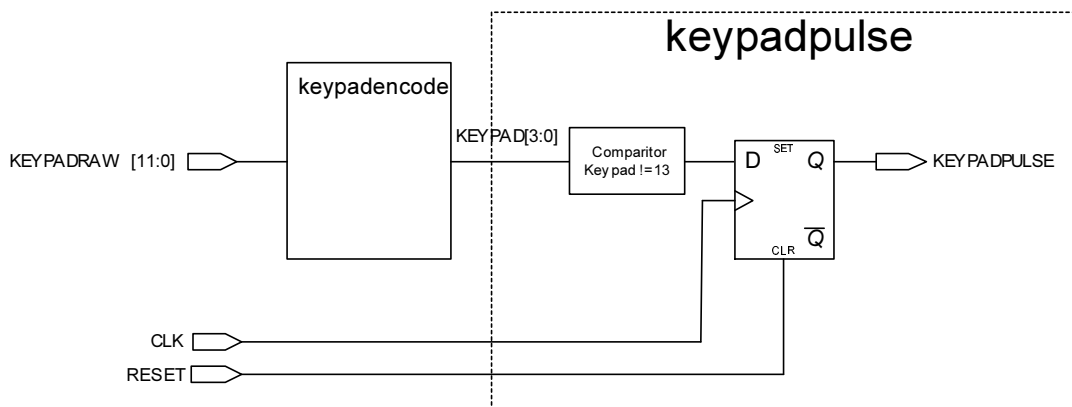 keypadpulse
keypadencode
KEYPADRAW [11:0]
KEYPAD[3:0]
Comparitor
Keypad !=13
D SET Q
Q
CLR
KEYPADPULSE
CLK
RESET